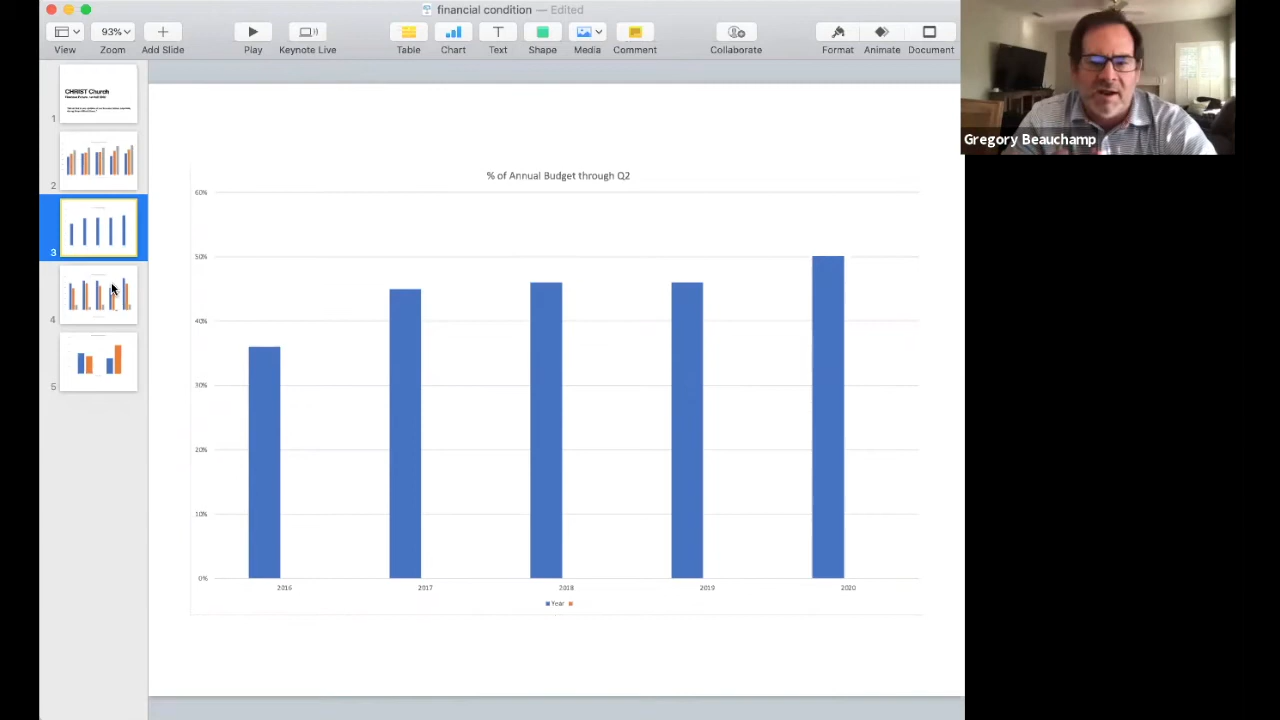 financial condition — Edited
View
93%
Zoom
Add Slide
Play
Keynote Live
Table
Chart
Text
Shape
Media
Comment
Collaborate
Format
Animate
Document
Gregory Beauchamp
1
CHRIST Church
2
3
4
5
% of Annual Budget through Q2
60%
50%
40%
30%
20%
10%
0%
2016
2017
2018
2019
2020
Year